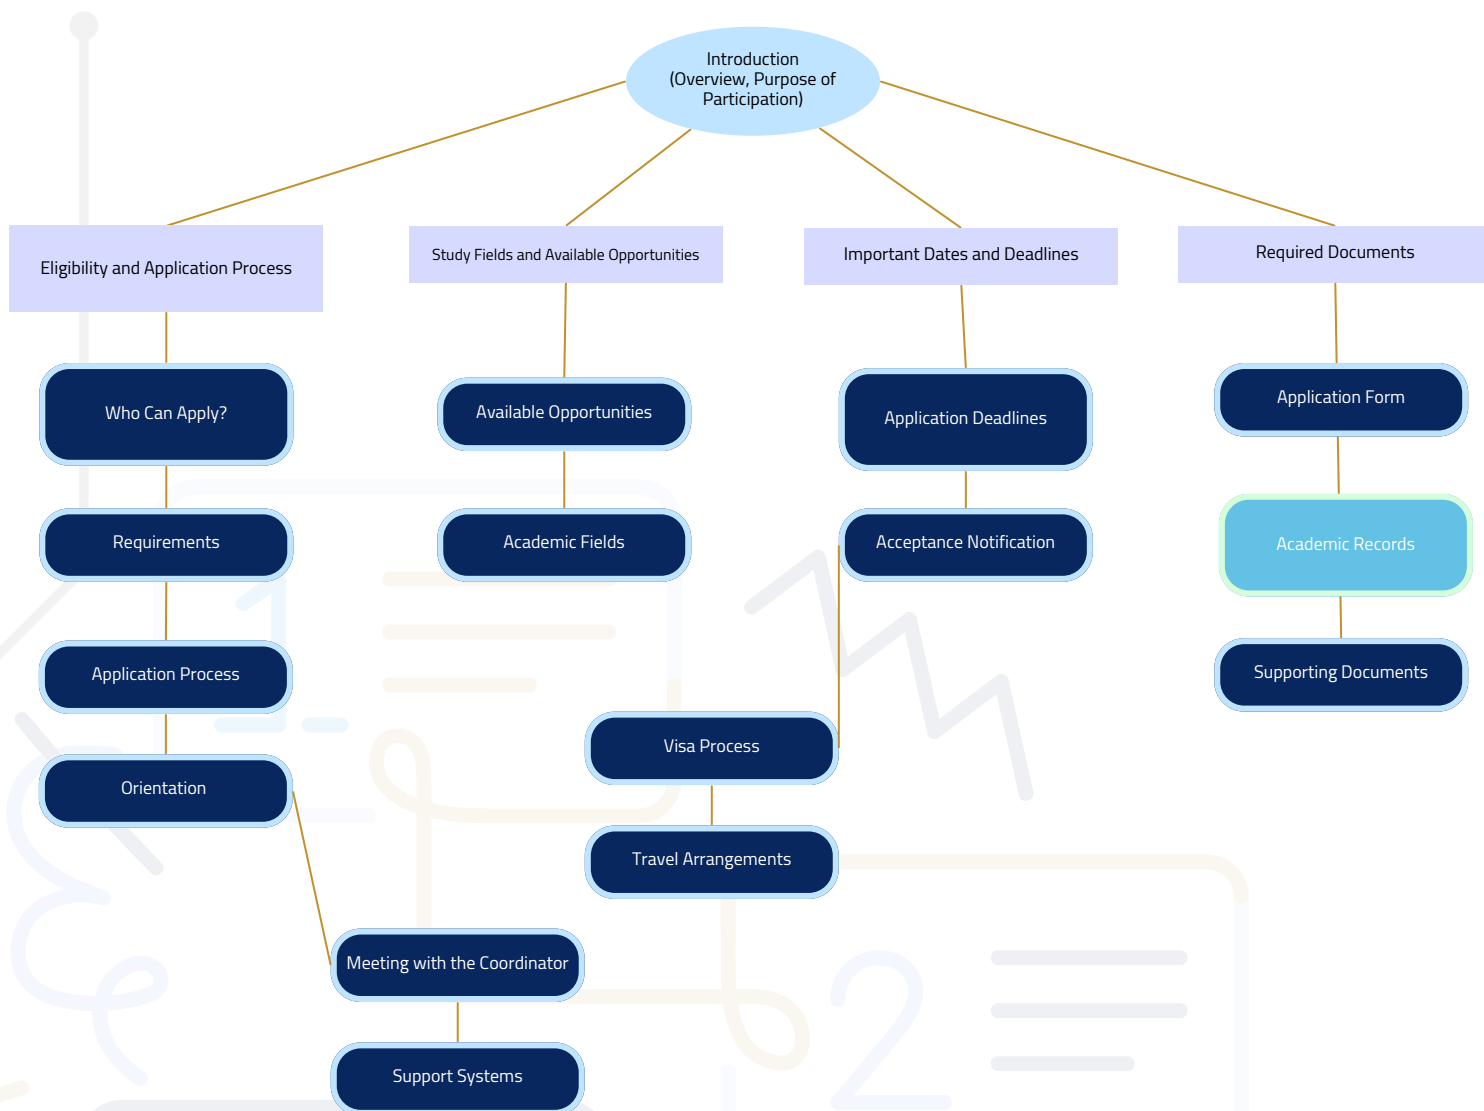 Introduction
(Overview, Purpose of
Participation)
Eligibility and Application Process
Study Fields and Available Opportunities
Important Dates and Deadlines
Required Documents
Who Can Apply?
Available Opportunities
Application Deadlines
Application Form
Requirements
Academic Fields
Acceptance Notification
Academic Records
Application Process
Supporting Documents
Visa Process
Orientation
Travel Arrangements
Meeting with the Coordinator
Support Systems
1
2